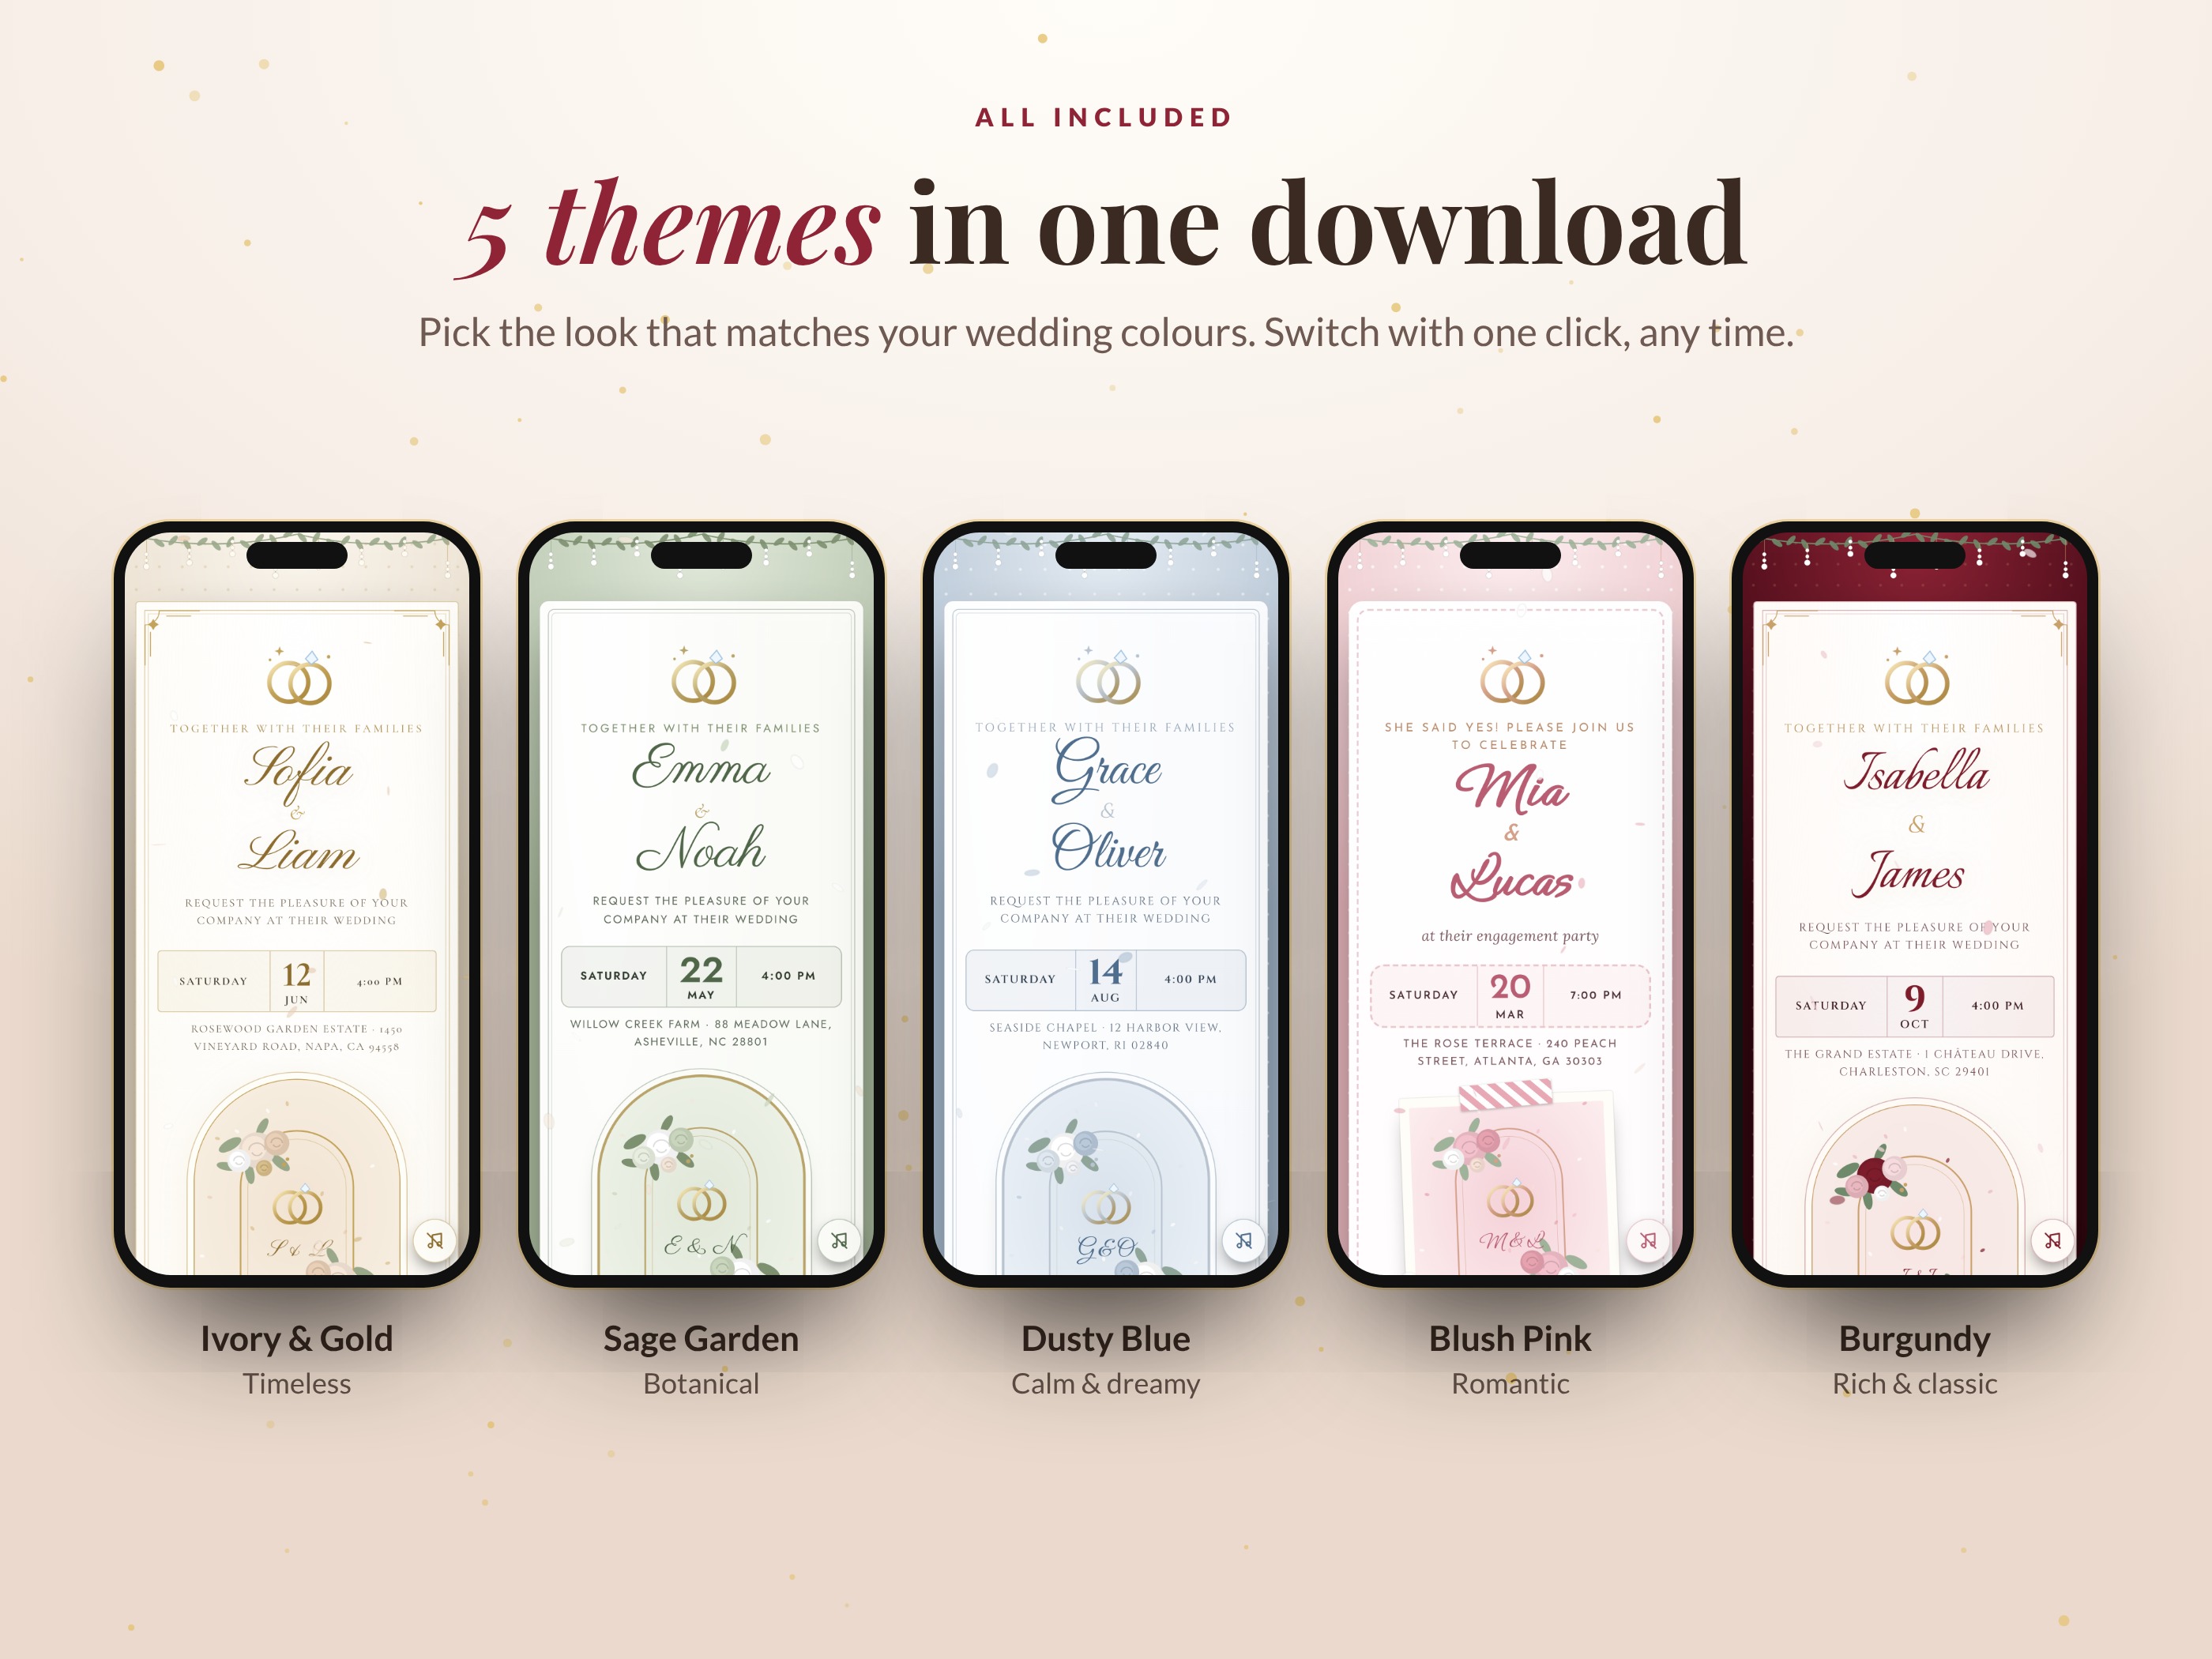 ALL INCLUDED
5 themes in one download
Pick the look that matches your wedding colours. Switch with one click, any time.
TOGETHER WITH THEIR FAMILIES
Sofia
&
Liam
REQUEST THE PLEASURE OF YOUR
COMPANY AT THEIR WEDDING
SATURDAY
12
JUN
4:00 PM
ROSEWOOD GARDEN ESTATE · 1450
VINEYARD ROAD, NAPA, CA 94558
S & L
Ivory & Gold
Timeless
TOGETHER WITH THEIR FAMILIES
Emma
&
Noah
REQUEST THE PLEASURE OF YOUR
COMPANY AT THEIR WEDDING
SATURDAY
22
MAY
4:00 PM
WILLOW CREEK FARM · 88 MEADOW LANE,
ASHEVILLE, NC 28801
E & N
Sage Garden
Botanical
TOGETHER WITH THEIR FAMILIES
Grace
&
Oliver
REQUEST THE PLEASURE OF YOUR
COMPANY AT THEIR WEDDING
SATURDAY
14
AUG
4:00 PM
SEASIDE CHAPEL · 12 HARBOR VIEW,
NEWPORT, RI 02840
G&O
Dusty Blue
Calm & dreamy
SHE SAID YES! PLEASE JOIN US
TO CELEBRATE
Mia
&
Lucas
at their engagement party
SATURDAY
20
MAR
7:00 PM
THE ROSE TERRACE · 240 PEACH
STREET, ATLANTA, GA 30303
M&L
Blush Pink
Romantic
TOGETHER WITH THEIR FAMILIES
Isabella
&
James
REQUEST THE PLEASURE OF YOUR
COMPANY AT THEIR WEDDING
SATURDAY
9
OCT
4:00 PM
THE GRAND ESTATE · 1 CHÂTEAU DRIVE,
CHARLESTON, SC 29401
Burgundy
Rich & classic